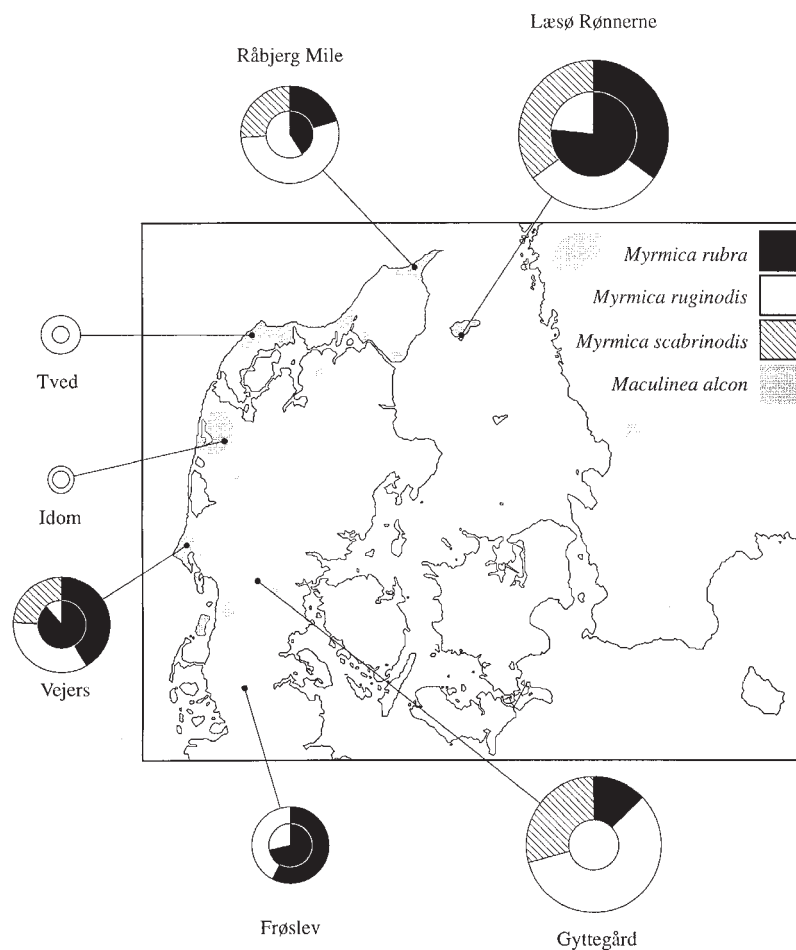 Læsø Rønnerne
Råbjerg Mile
Myrmica rubra
Myrmica ruginodis
Myrmica scabrinodis
Maculinea alcon
Tved
Idom
Vejers
Frøslev
Gyttegård